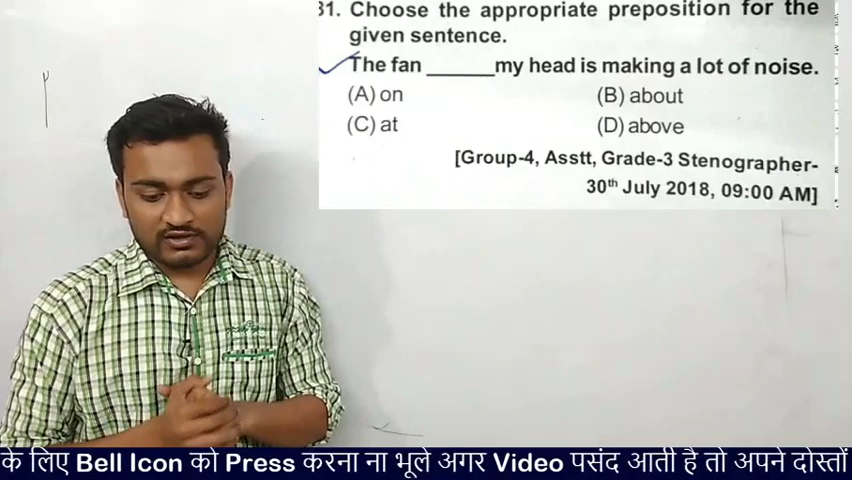 31. Choose the appropriate preposition for the
given sentence.
The fan ______my head is making a lot of noise.
(A) on (B) about
(C) at (D) above
[Group-4, Asstt, Grade-3 Stenographer-
30th July 2018, 09:00 AM]
के लिए Bell Icon को Press करना ना भूले अगर Video पसंद आती है तो अपने दोस्तों